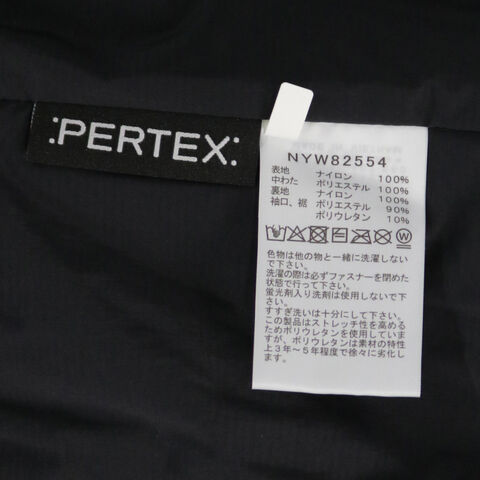 :PERTEX:
NYW82554
表地 ナイロン 100%
中わた ポリエステル 100%
裏地 ナイロン 100%
袖口、裾 ポリエステル 90%
ポリウレタン 10%
色物は他の物と一緒に洗濯しない
で下さい。
洗濯の際は必ずファスナーを閉めた
状態で行って下さい。
蛍光剤入り洗剤は使用しないで下
さい。
すすぎ洗いは十分にして下さい。
この製品はストレッチ性を高める
ためポリウレタンを使用していま
すが、ポリウレタンは素材の特性
上3年~5年程度で徐々に劣化し
ます。